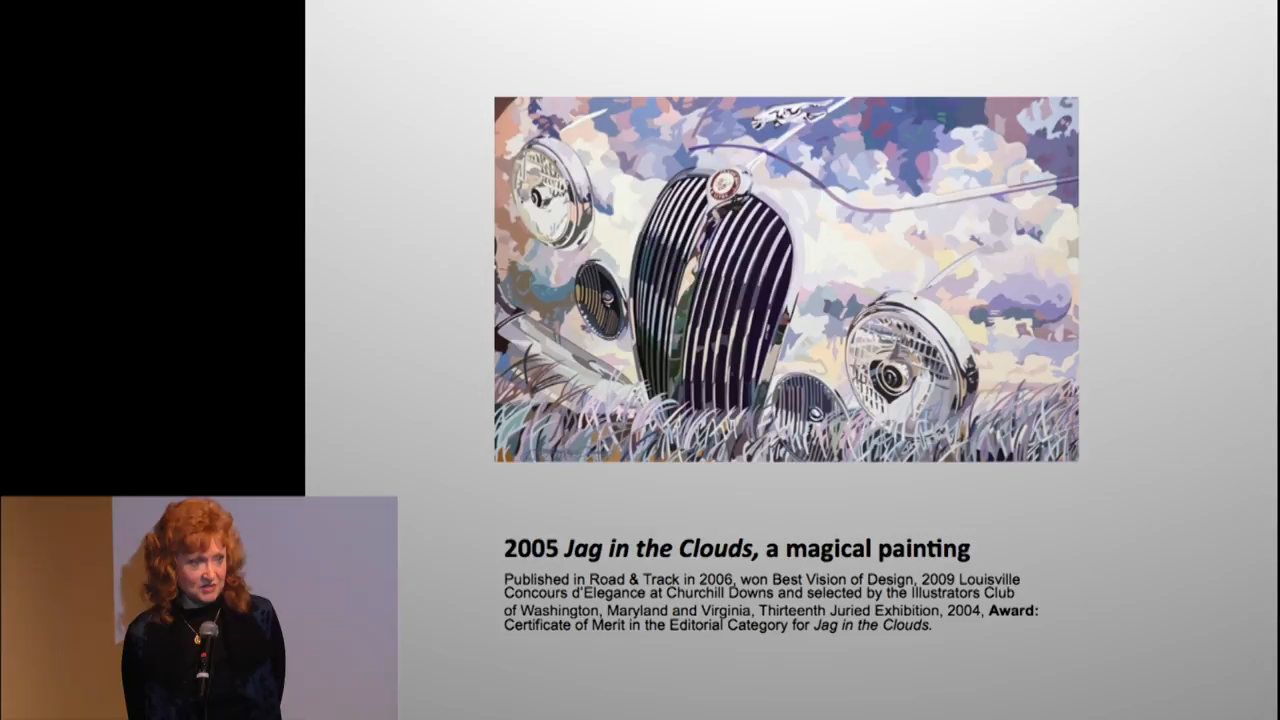 2005 Jag in the Clouds, a magical painting
Published in Road & Track in 2006, won Best Vision of Design, 2009 Louisville
Concours d'Elegance at Churchill Downs and selected by the Illustrators Club
of Washington, Maryland and Virginia, Thirteenth Juried Exhibition, 2004, Award:
Certificate of Merit in the Editorial Category for Jag in the Clouds.